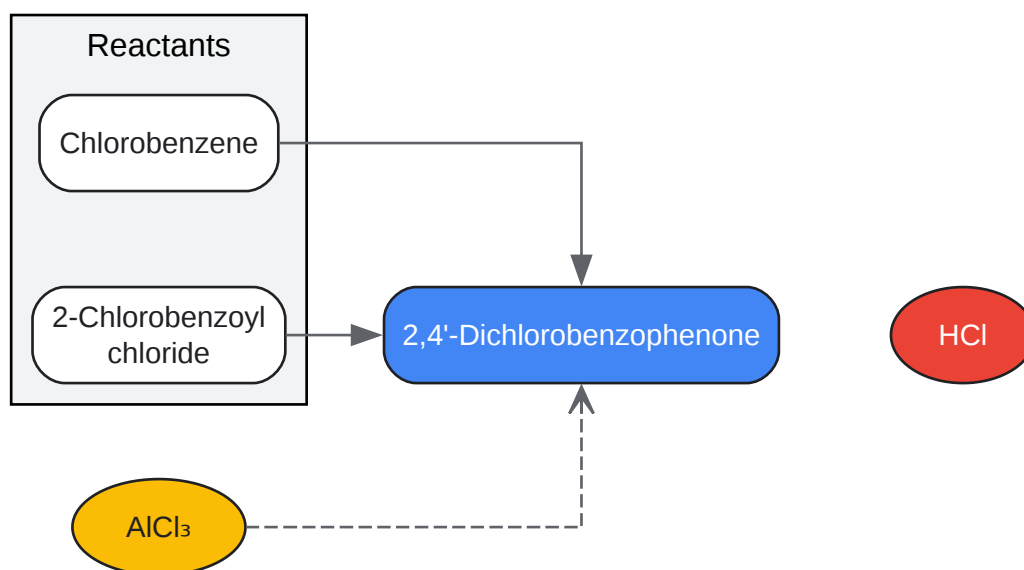 Reactants
Chlorobenzene
2-Chlorobenzoyl
chloride
2,4'-Dichlorobenzophenone
HCl
AlCl₃